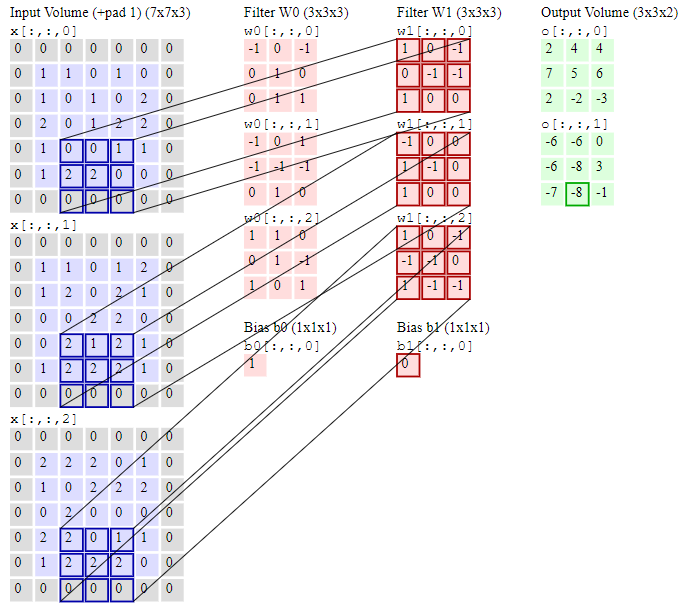 Input Volume (+pad 1) (7x7x3)
x[:,:,0]
0 0 0 0 0 0 0
0 1 1 0 1 0 0
0 1 0 1 0 2 0
0 2 0 1 2 2 0
0 1 0 0 1 1 0
0 1 2 2 0 0 0
0 0 0 0 0 0 0
x[:,:,1]
0 0 0 0 0 0 0
0 1 1 0 1 2 0
0 1 2 0 2 1 0
0 0 0 2 2 0 0
0 0 2 1 2 1 0
0 1 2 2 2 1 0
0 0 0 0 0 0 0
x[:,:,2]
0 0 0 0 0 0 0
0 2 2 2 0 1 0
0 1 0 2 2 2 0
0 0 2 0 0 0 0
0 2 2 0 1 1 0
0 1 2 2 2 0 0
0 0 0 0 0 0 0
Filter W0 (3x3x3)
w0[:,:,0]
-1 0 -1
0 1 0
0 1 1
w0[:,:,1]
-1 0 1
-1 -1 -1
0 1 0
w0[:,:,2]
1 1 0
0 1 -1
1 0 1
Bias b0 (1x1x1)
b0[:,:,0]
1
Filter W1 (3x3x3)
w1[:,:,0]
1 0 -1
0 -1 -1
1 0 0
w1[:,:,1]
-1 0 0
1 -1 0
1 0 0
w1[:,:,2]
1 0 -1
-1 -1 0
1 -1 -1
Bias b1 (1x1x1)
b1[:,:,0]
0
Output Volume (3x3x2)
o[:,:,0]
2 4 4
7 5 6
2 -2 -3
o[:,:,1]
-6 -6 0
-6 -8 3
-7 -8 -1